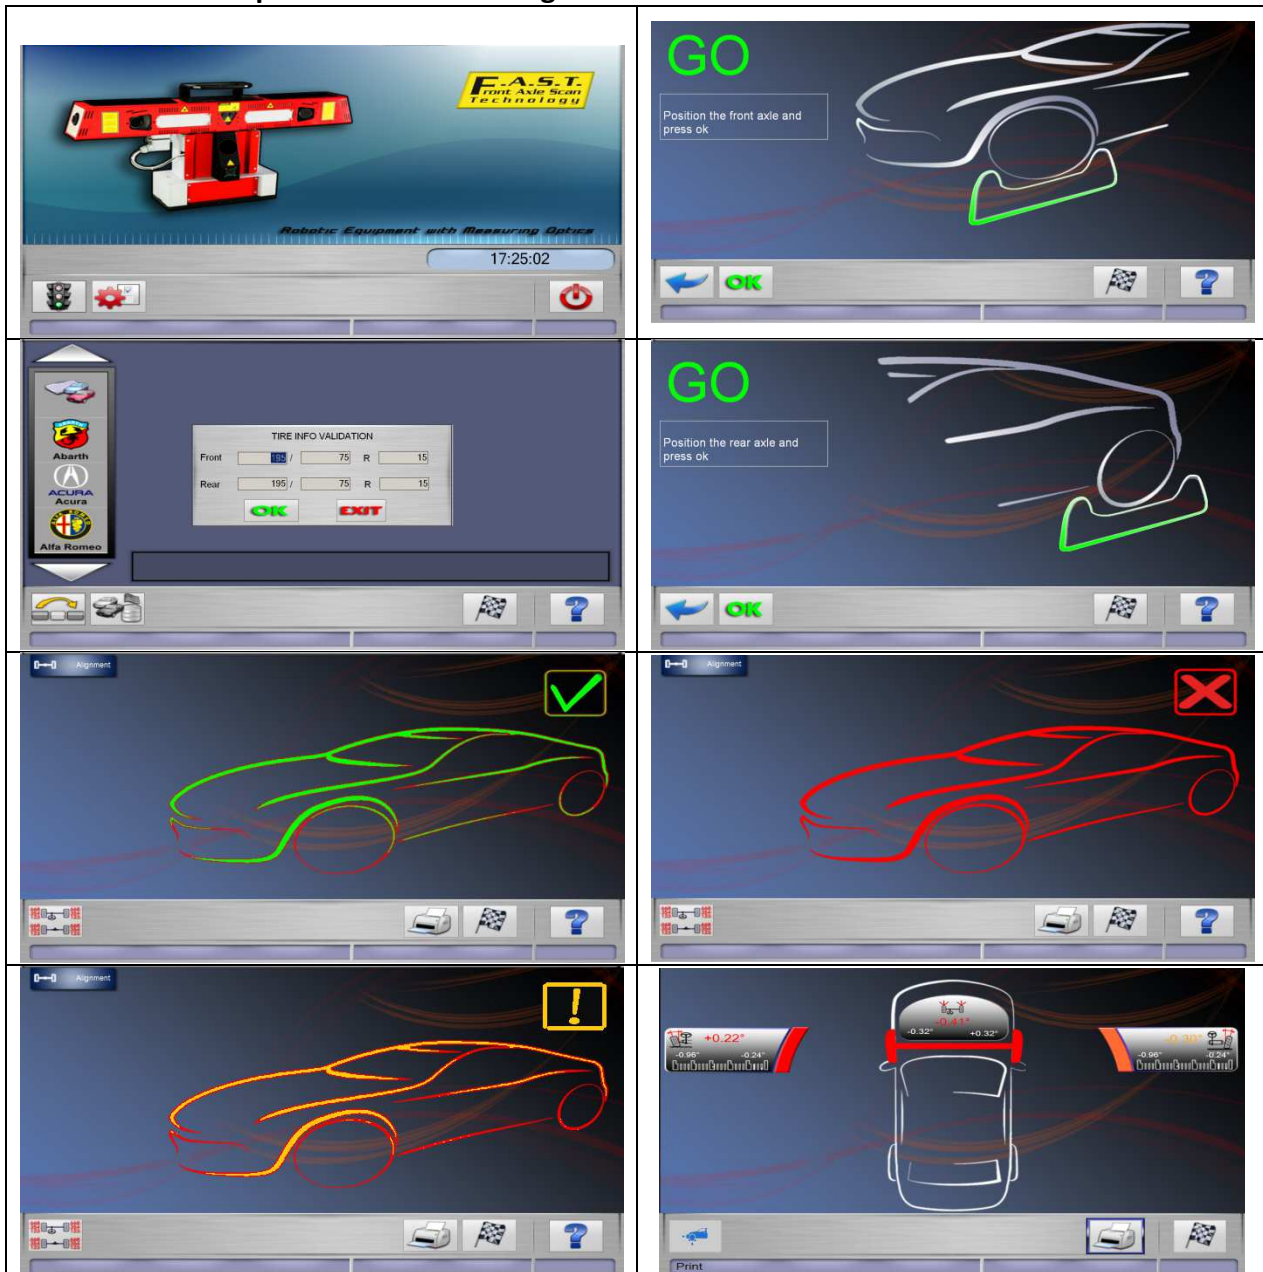 F.A.S.T.
Front Axle Scan
Technology
Robotic Equipment with Measuring Optics
17:25:02
GO
Position the front axle and
press ok
OK
?
Abarth
ACURA
Acura
Alfa Romeo
TIRE INFO VALIDATION
Front 195 / 75 R 15
Rear 195 / 75 R 15
OK EXIT
?
GO
Position the rear axle and
press ok
OK
?
Alignment
?
Alignment
?
Alignment
!
?
-0.41°
-0.32° +0.32°
+0.22°
-0.96° -0.24°
-0.30°
-0.96° -0.24°
Print